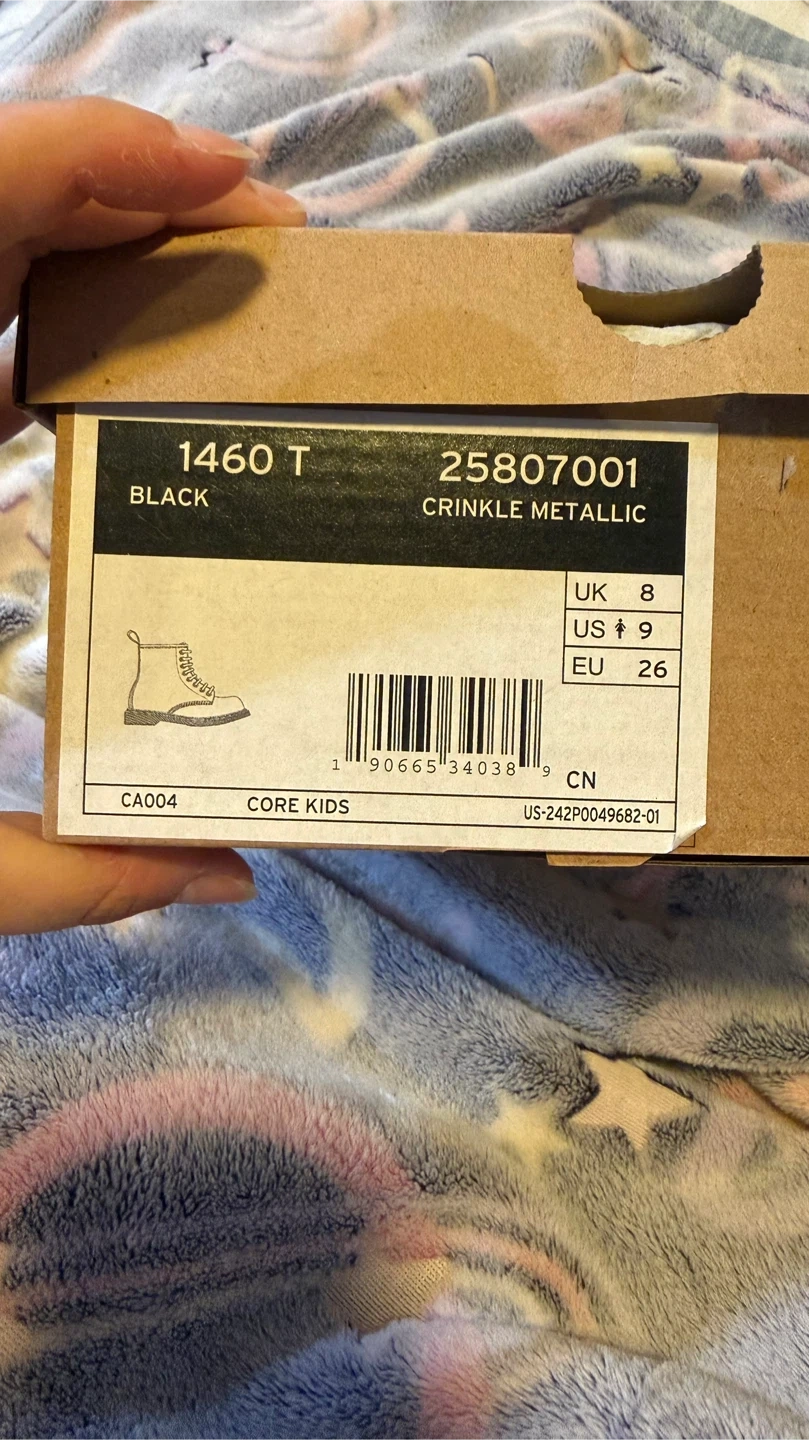 1460 T 25807001
BLACK CRINKLE METALLIC
UK 8
US 9
EU 26
1 90665 34038 9 CN
CA004 CORE KIDS US-242P0049682-01